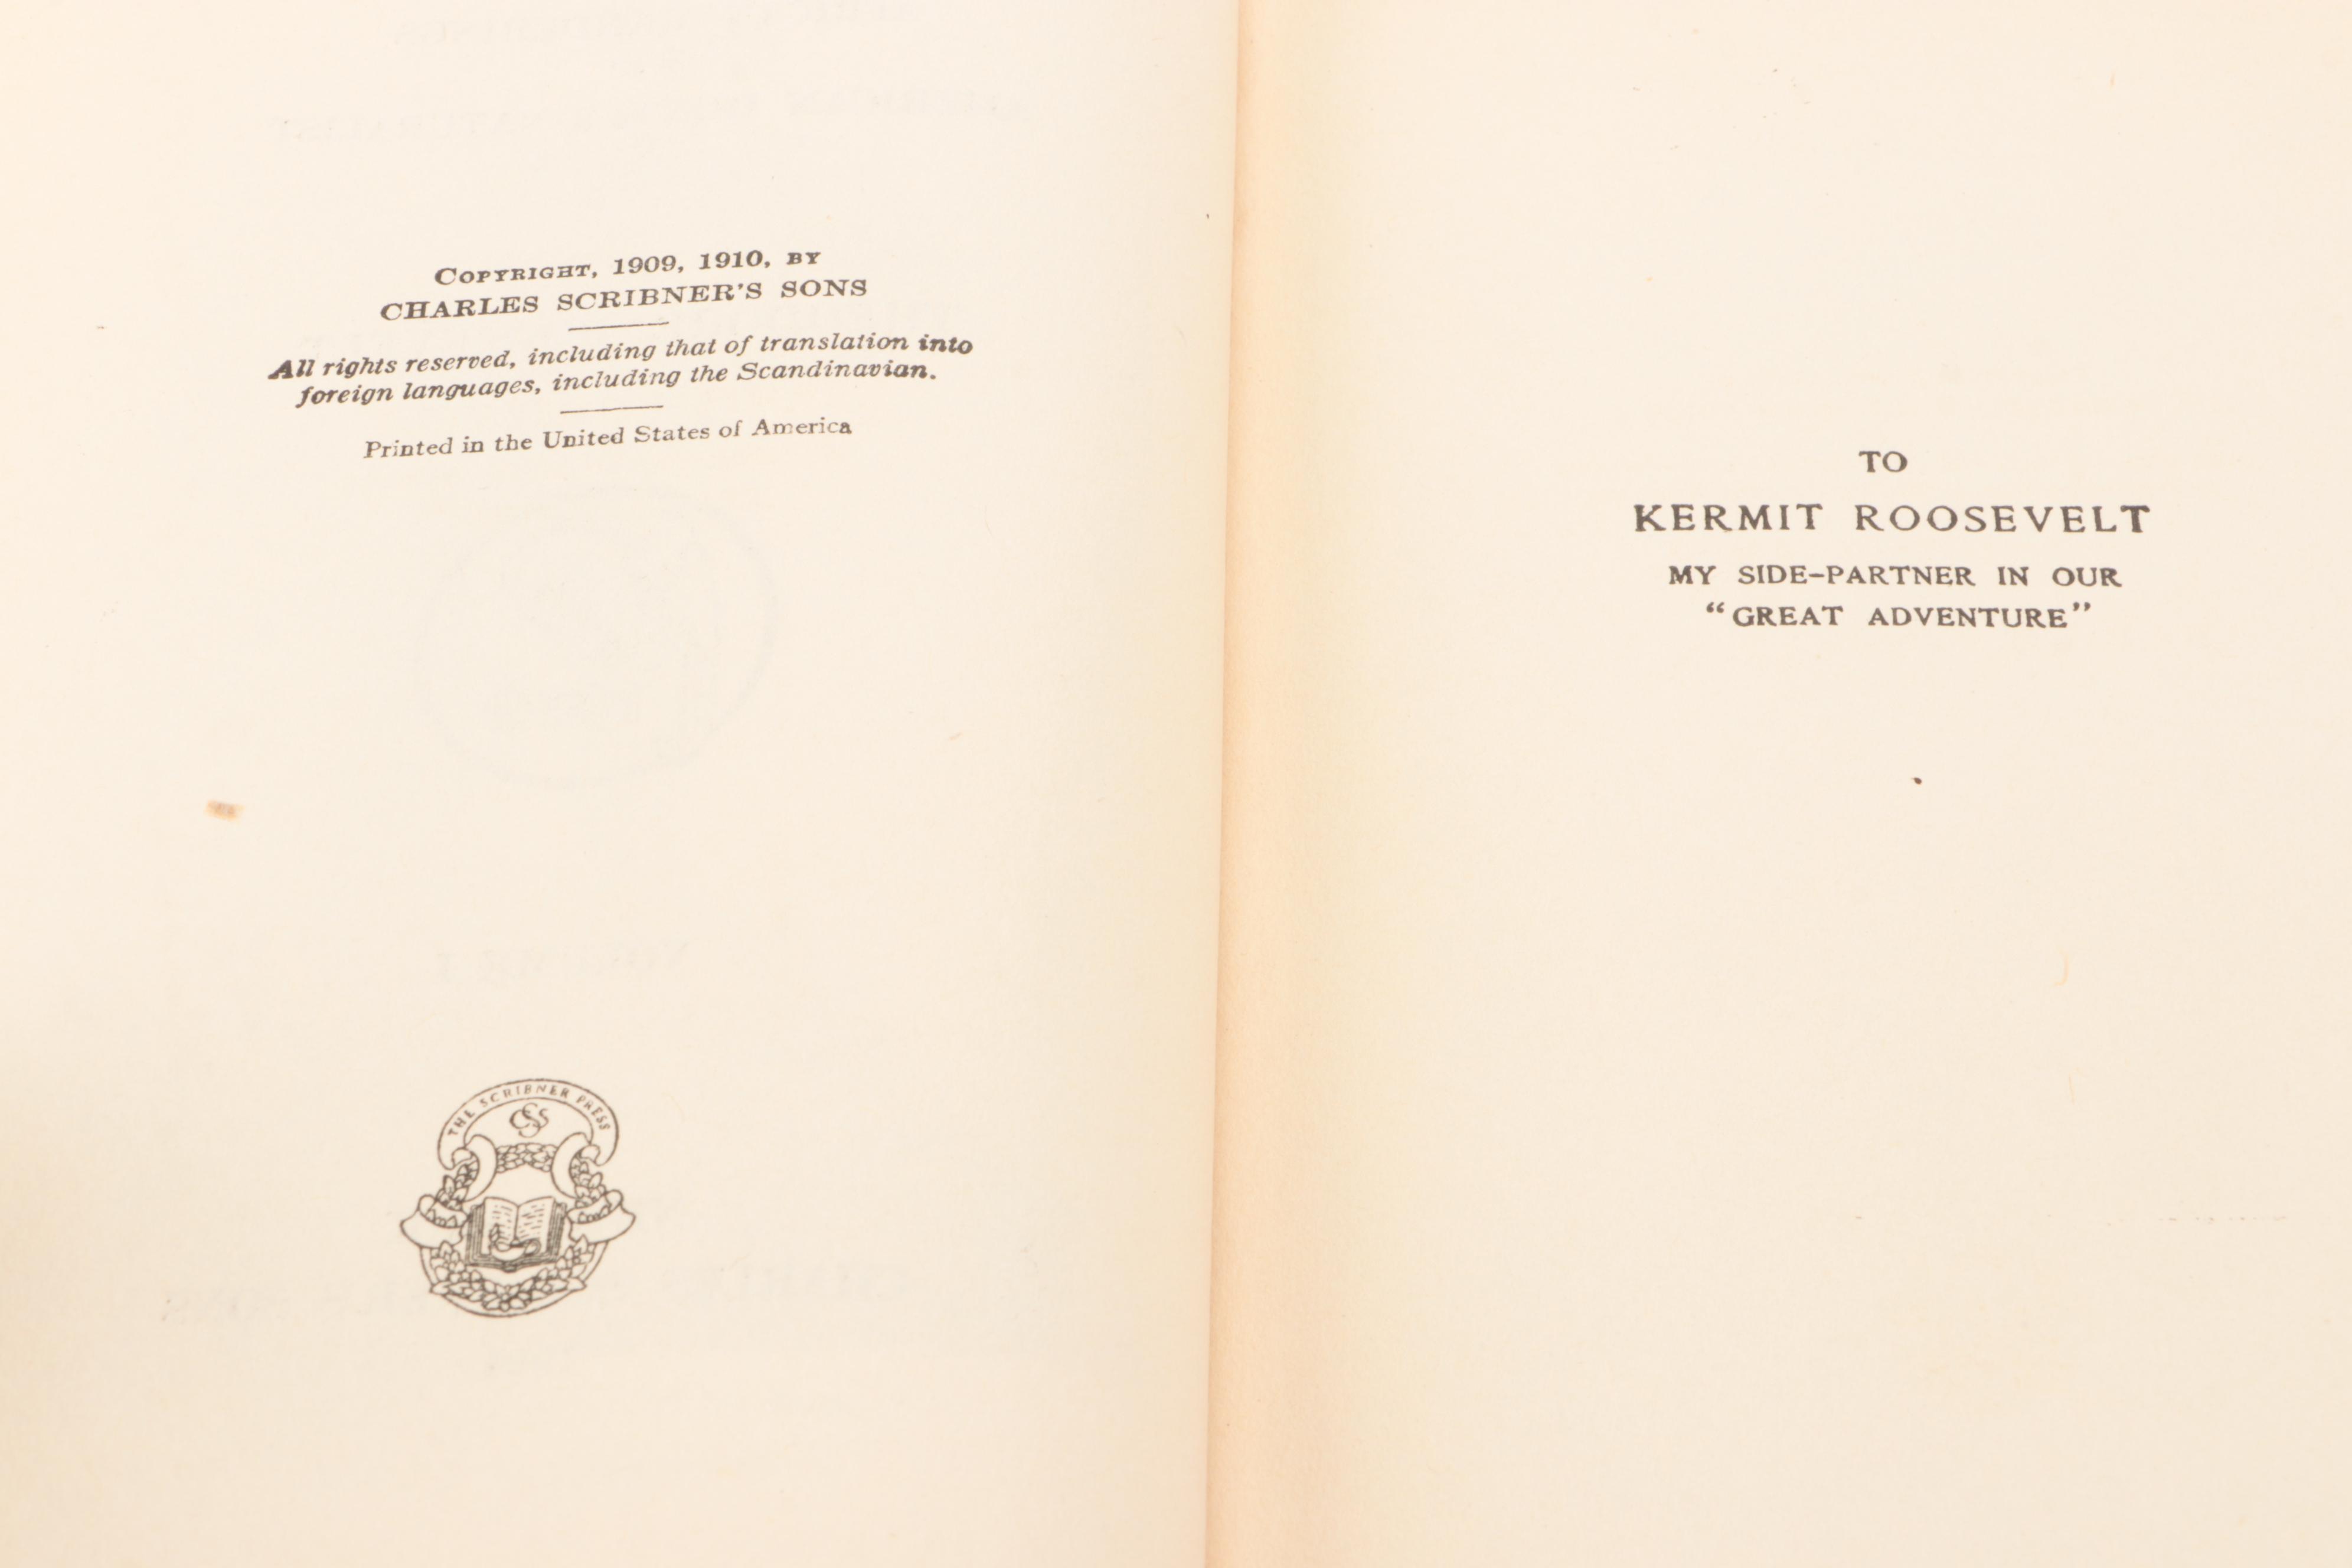 COPYRIGHT, 1909, 1910, BY
CHARLES SCRIBNER'S SONS
All rights reserved, including that of translation into
foreign languages, including the Scandinavian.
Printed in the United States of America
THE SCRIBNER PRESS
CSS
TO
KERMIT ROOSEVELT
MY SIDE-PARTNER IN OUR
"GREAT ADVENTURE"